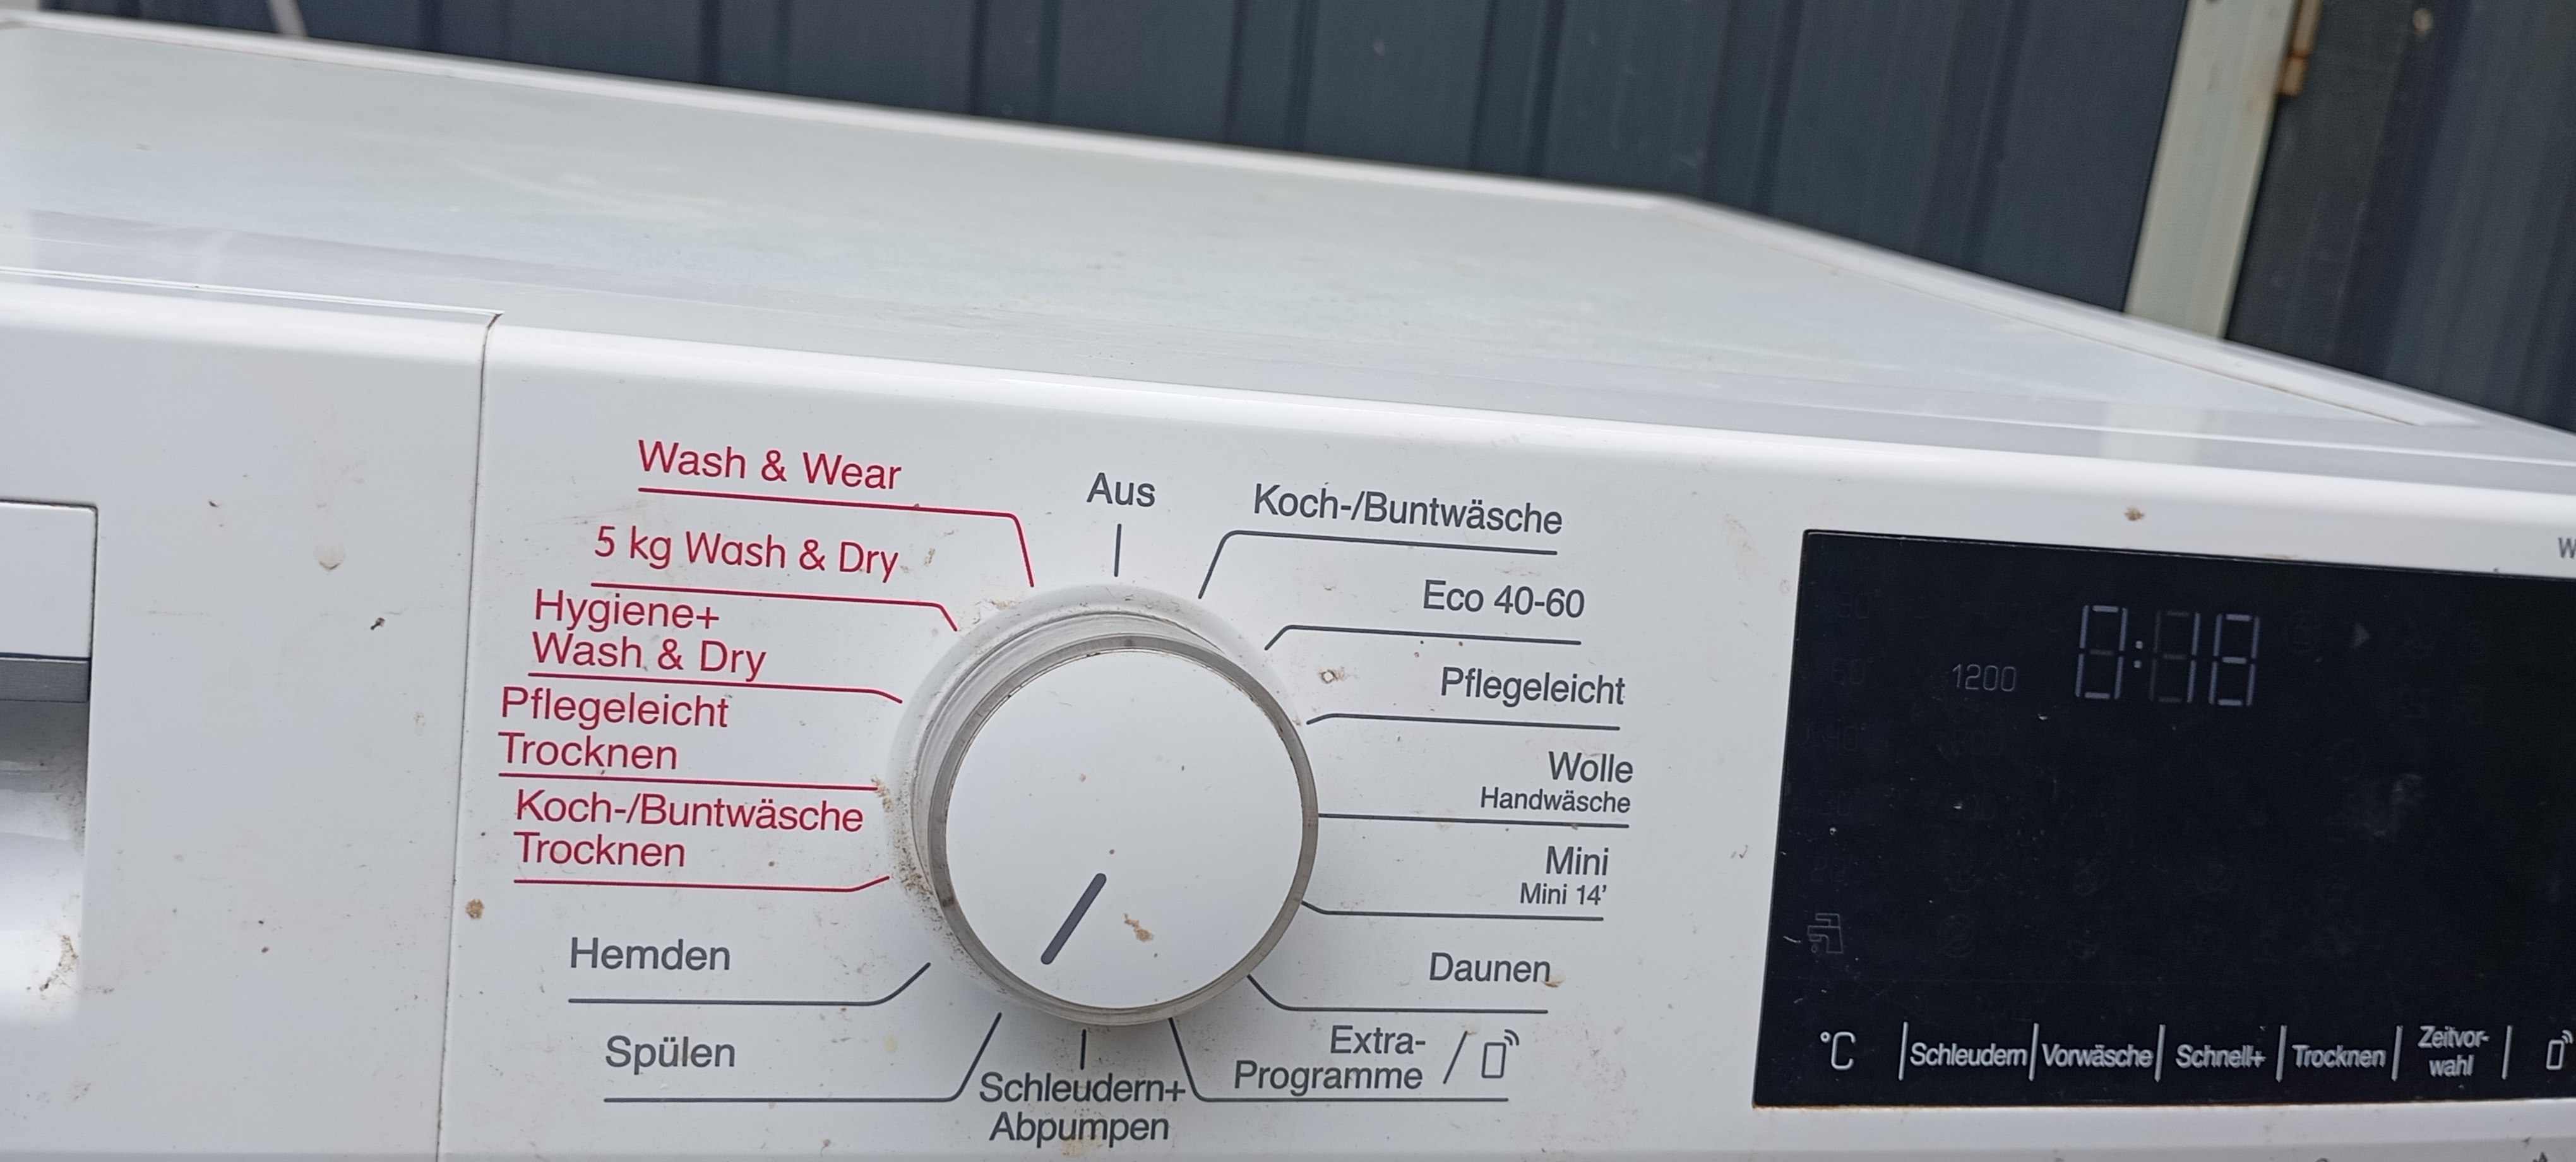 Wash & Wear
5 kg Wash & Dry
Hygiene+
Wash & Dry
Pflegeleicht
Trocknen
Koch-/Buntwäsche
Trocknen
Hemden
Spülen
Aus
Schleudern+
Abpumpen
Koch-/Buntwäsche
Eco 40-60
Pflegeleicht
Wolle
Handwäsche
Mini
Mini 14'
Daunen
Extra-
Programme /
1200
0:18
°C | Schleudern | Vorwäsche | Schnell+ | Trocknen | Zeitvor-
wahl |